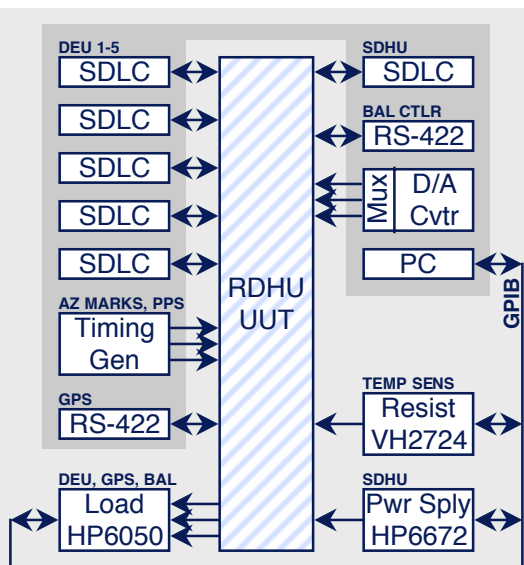 DEU 1-5
SDLC
SDLC
SDLC
SDLC
SDLC
AZ MARKS, PPS
Timing
Gen
GPS
RS-422
DEU, GPS, BAL
Load
HP6050
RDHU
UUT
SDHU
SDLC
BAL CTLR
RS-422
Mux
D/A
Cvtr
PC
GPIB
TEMP SENS
Resist
VH2724
SDHU
Pwr Sply
HP6672